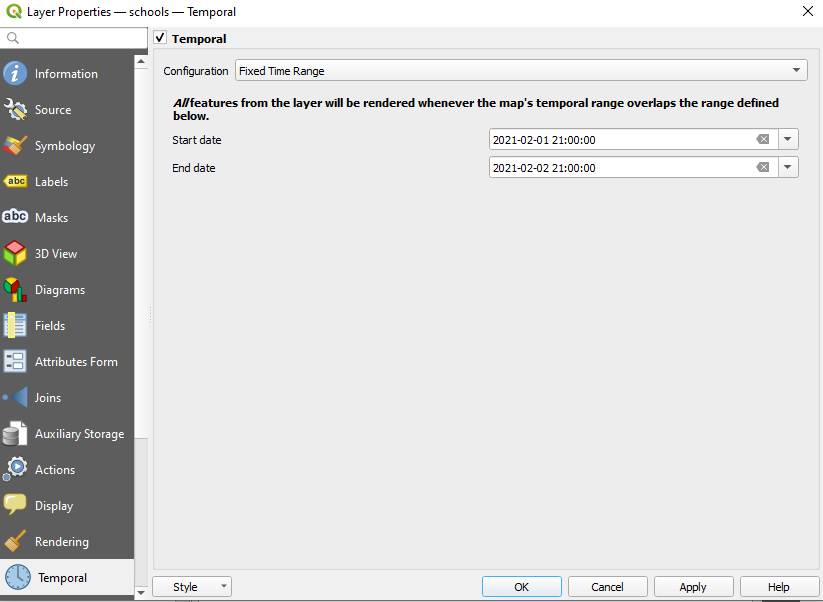 Layer Properties — schools — Temporal
Information
Source
Symbology
abc Labels
abc Masks
3D View
Diagrams
Fields
Attributes Form
Joins
Auxiliary Storage
Actions
Display
Rendering
Temporal
Temporal
Configuration Fixed Time Range
All features from the layer will be rendered whenever the map's temporal range overlaps the range defined
below.
Start date 2021-02-01 21:00:00
End date 2021-02-02 21:00:00
Style OK Cancel Apply Help